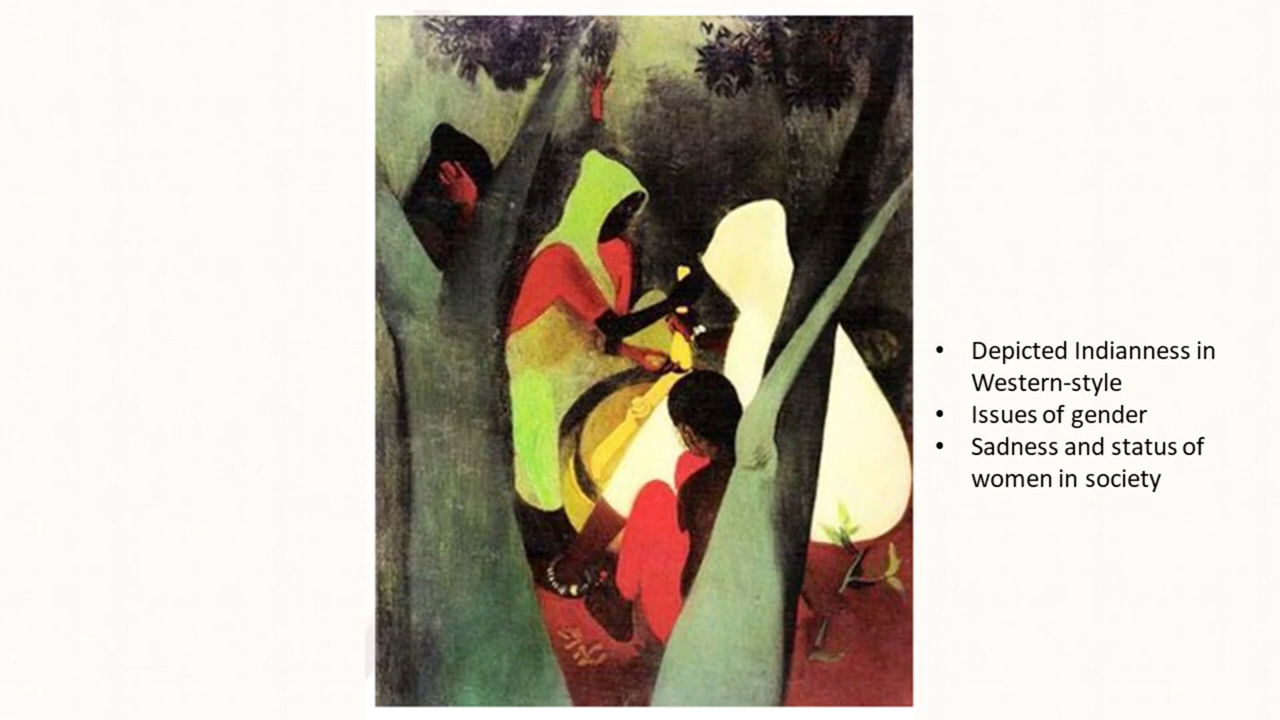 • Depicted Indianness in
Western-style
• Issues of gender
• Sadness and status of
women in society